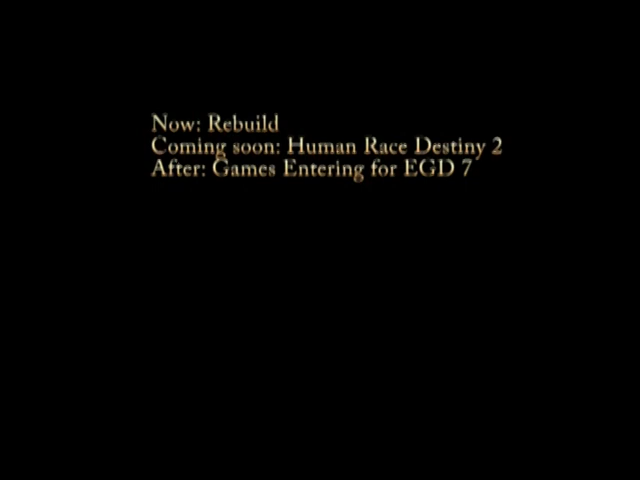 Now: Rebuild
Coming soon: Human Race Destiny 2
After: Games Entering for EGD 7